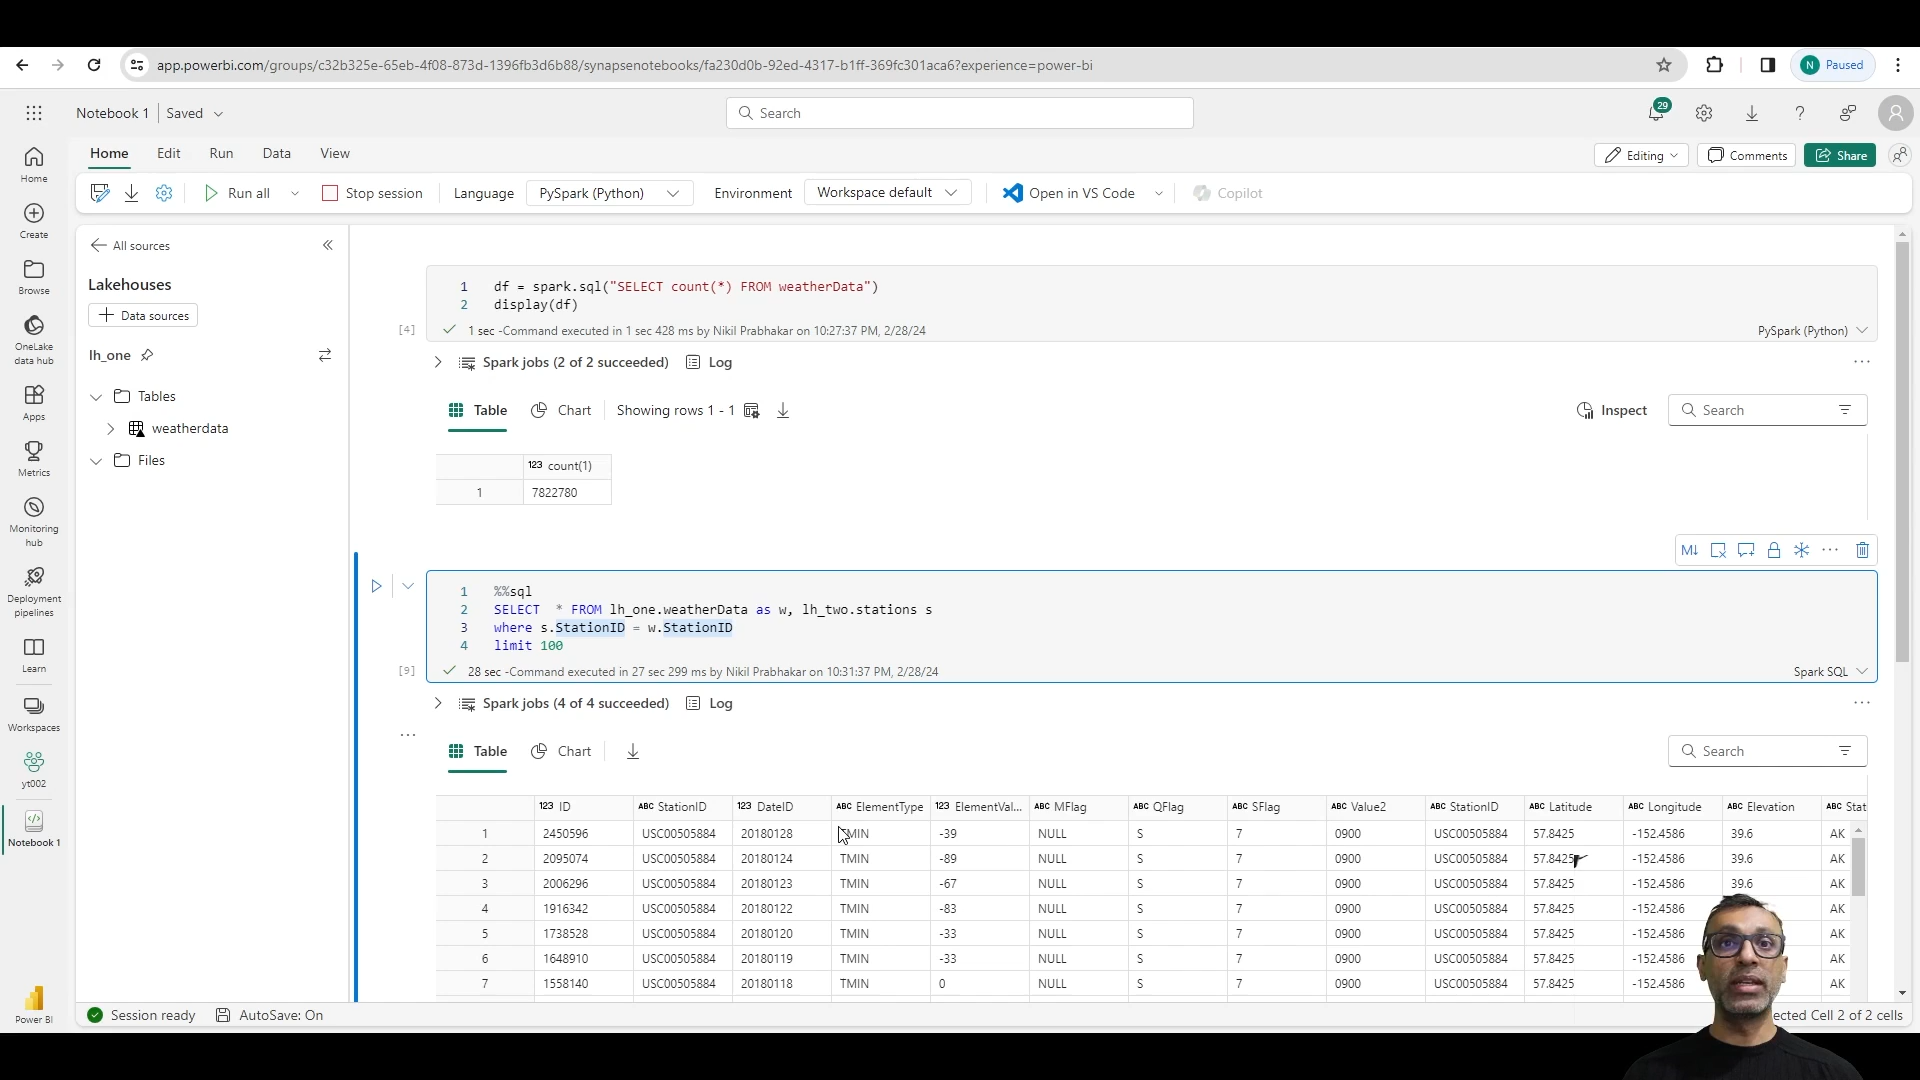 app.powerbi.com/groups/c32b325e-65eb-4f08-873d-1396fb3d6b88/synapsenotebooks/fa230d0b-92ed-4317-b1ff-369fc301aca6?experience=power-bi
N Paused
Notebook 1 | Saved
Search
29
Home Edit Run Data View
Editing Comments Share
Run all Stop session Language PySpark (Python) Environment Workspace default Open in VS Code Copilot
Home
Create
Browse
OneLake
data hub
Apps
Metrics
Monitoring
hub
Deployment
pipelines
Learn
Workspaces
yt002
Notebook 1
Power BI
All sources
Lakehouses
Data sources
lh_one
Tables
weatherdata
Files
1 df = spark.sql("SELECT count(*) FROM weatherData")
2 display(df)
[4] 1 sec -Command executed in 1 sec 428 ms by Nikil Prabhakar on 10:27:37 PM, 2/28/24 PySpark (Python)
Spark jobs (2 of 2 succeeded) Log
Table Chart Showing rows 1 - 1 Inspect Search
123 count(1)
1 7822780
M↓
1 %%sql
2 SELECT * FROM lh_one.weatherData as w, lh_two.stations s
3 where s.StationID = w.StationID
4 limit 100
[9] 28 sec -Command executed in 27 sec 299 ms by Nikil Prabhakar on 10:31:37 PM, 2/28/24 Spark SQL
Spark jobs (4 of 4 succeeded) Log
Table Chart Search
123 ID ABC StationID 123 DateID ABC ElementType 123 ElementVal... ABC MFlag ABC QFlag ABC SFlag ABC Value2 ABC StationID ABC Latitude ABC Longitude ABC Elevation ABC Stat
1 2450596 USC00505884 20180128 TMIN -39 NULL S 7 0900 USC00505884 57.8425 -152.4586 39.6 AK
2 2095074 USC00505884 20180124 TMIN -89 NULL S 7 0900 USC00505884 57.8425 -152.4586 39.6 AK
3 2006296 USC00505884 20180123 TMIN -67 NULL S 7 0900 USC00505884 57.8425 -152.4586 39.6 AK
4 1916342 USC00505884 20180122 TMIN -83 NULL S 7 0900 USC00505884 57.8425 -152.4586 AK
5 1738528 USC00505884 20180120 TMIN -33 NULL S 7 0900 USC00505884 57.8425 -152.4586 AK
6 1648910 USC00505884 20180119 TMIN -33 NULL S 7 0900 USC00505884 57.8425 -152.4586 AK
7 1558140 USC00505884 20180118 TMIN 0 NULL S 7 0900 USC00505884 57.8425 -152.4586 AK
Session ready AutoSave: On ected Cell 2 of 2 cells